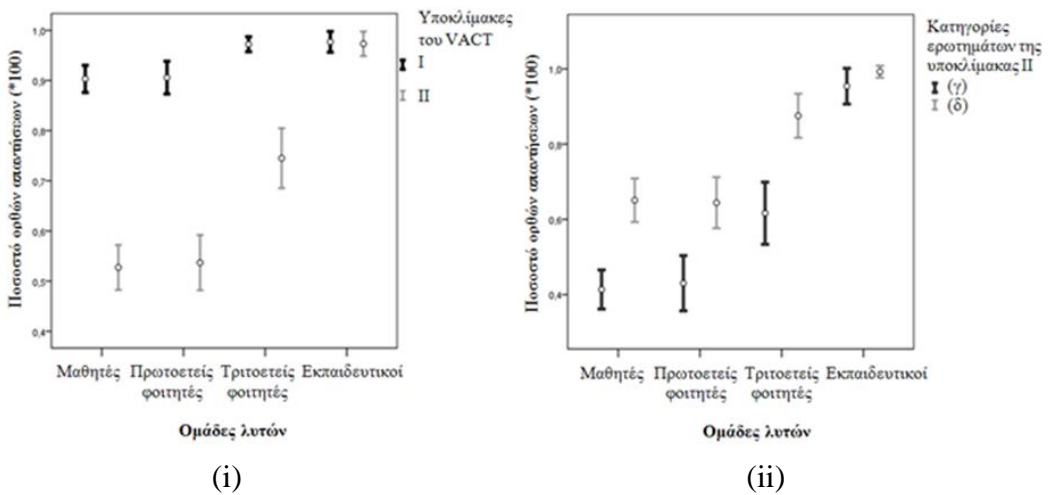 Ποσοστό ορθών απαντήσεων (*100)
1,0
0,9
0,8
0,7
0,6
0,5
0,4
Μαθητές Πρωτοετείς Τριτοετείς Εκπαιδευτικοί
φοιτητές φοιτητές
Ομάδες λυτών
Υποκλίμακες
του VACT
I
II
(i)
Ποσοστό ορθών απαντήσεων (*100)
1,0
0,8
0,6
0,4
Μαθητές Πρωτοετείς Τριτοετείς Εκπαιδευτικοί
φοιτητές φοιτητές
Ομάδες λυτών
Κατηγορίες
ερωτημάτων της
υποκλίμακας II
(γ)
(δ)
(ii)